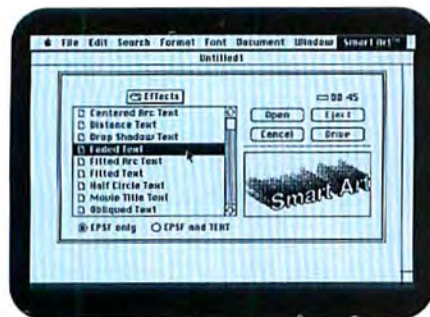 File Edit Search Format Font Document Window Smart Art™
Untitled1
Effects
DD 45
Centered Arc Text
Distance Text
Drop Shadow Text
Faded Text
Fitted Arc Text
Fitted Text
Half Circle Text
Movie Title Text
Obliqued Text
Open Eject
Cancel Drive
Smart Art
EPSF only EPSF and TEXT